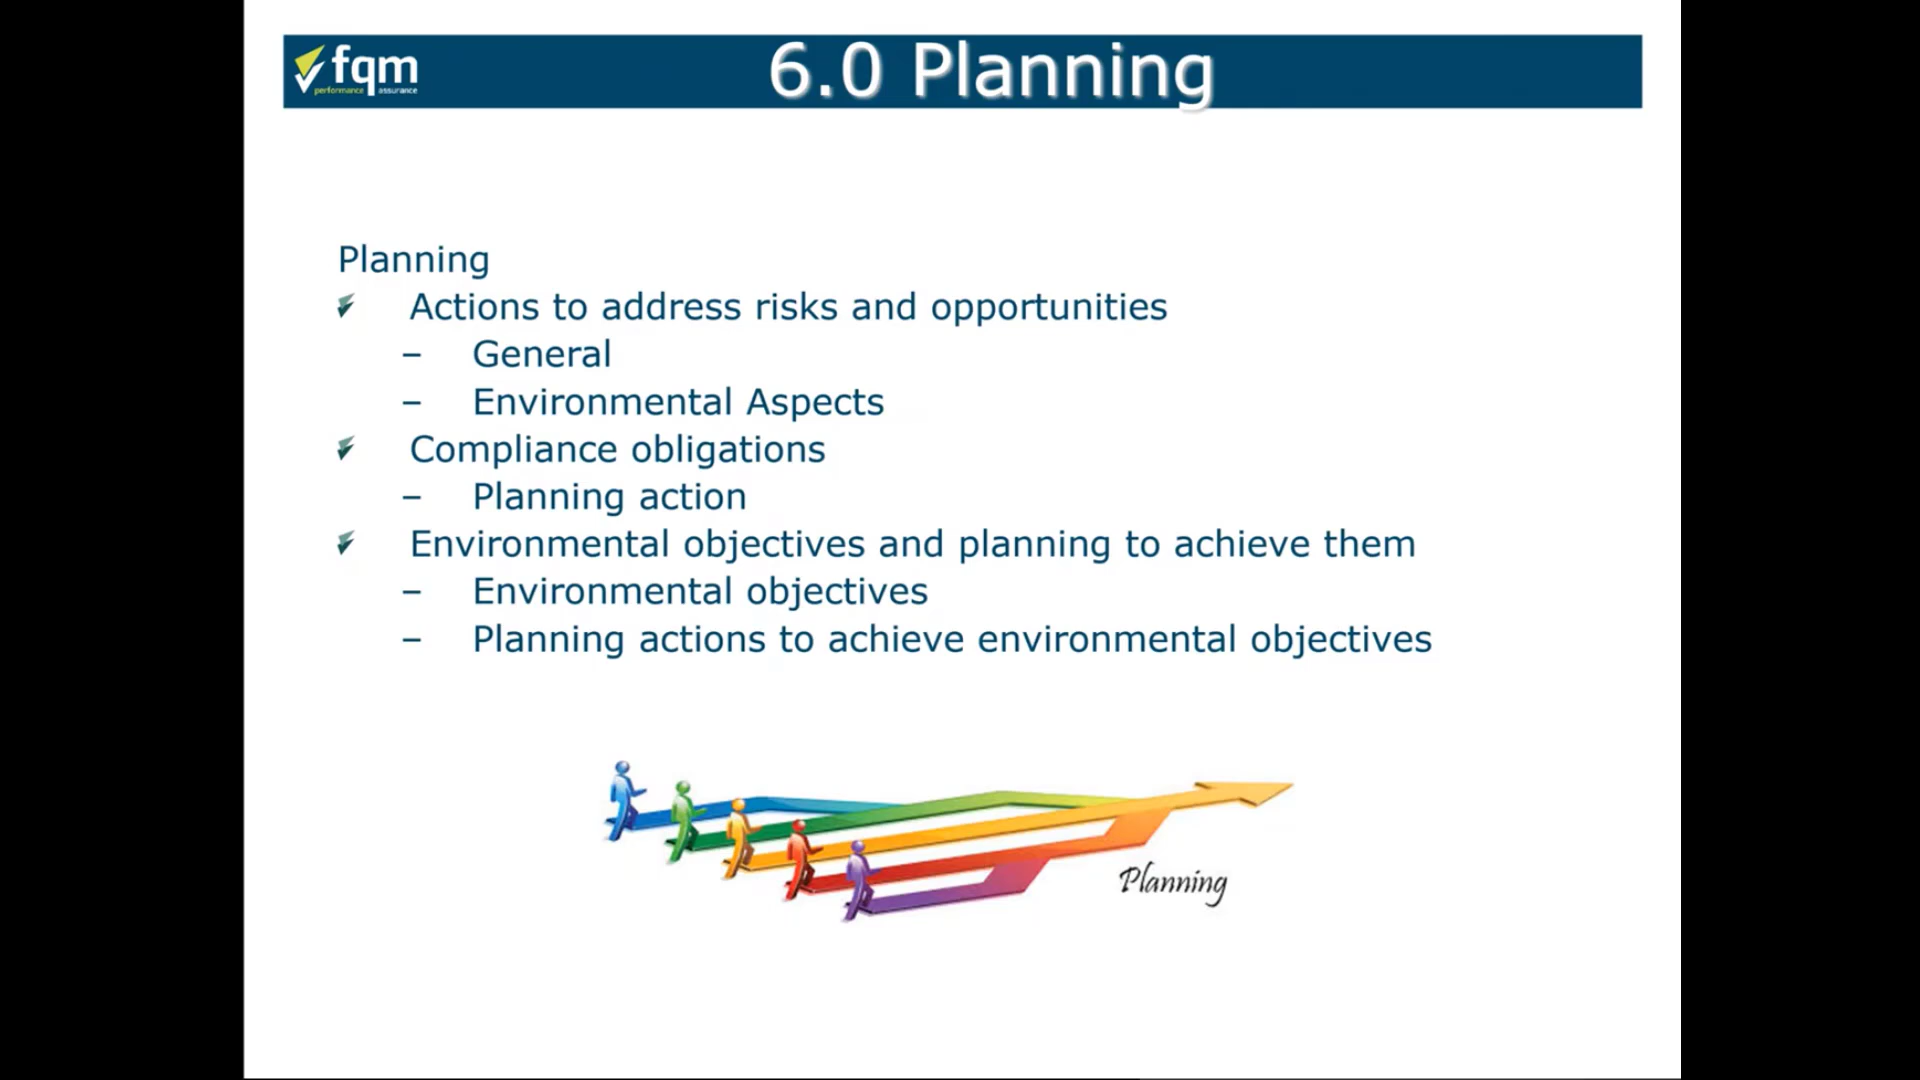 fqm
performance assurance
6.0 Planning
Planning
Actions to address risks and opportunities
– General
– Environmental Aspects
Compliance obligations
– Planning action
Environmental objectives and planning to achieve them
– Environmental objectives
– Planning actions to achieve environmental objectives
Planning